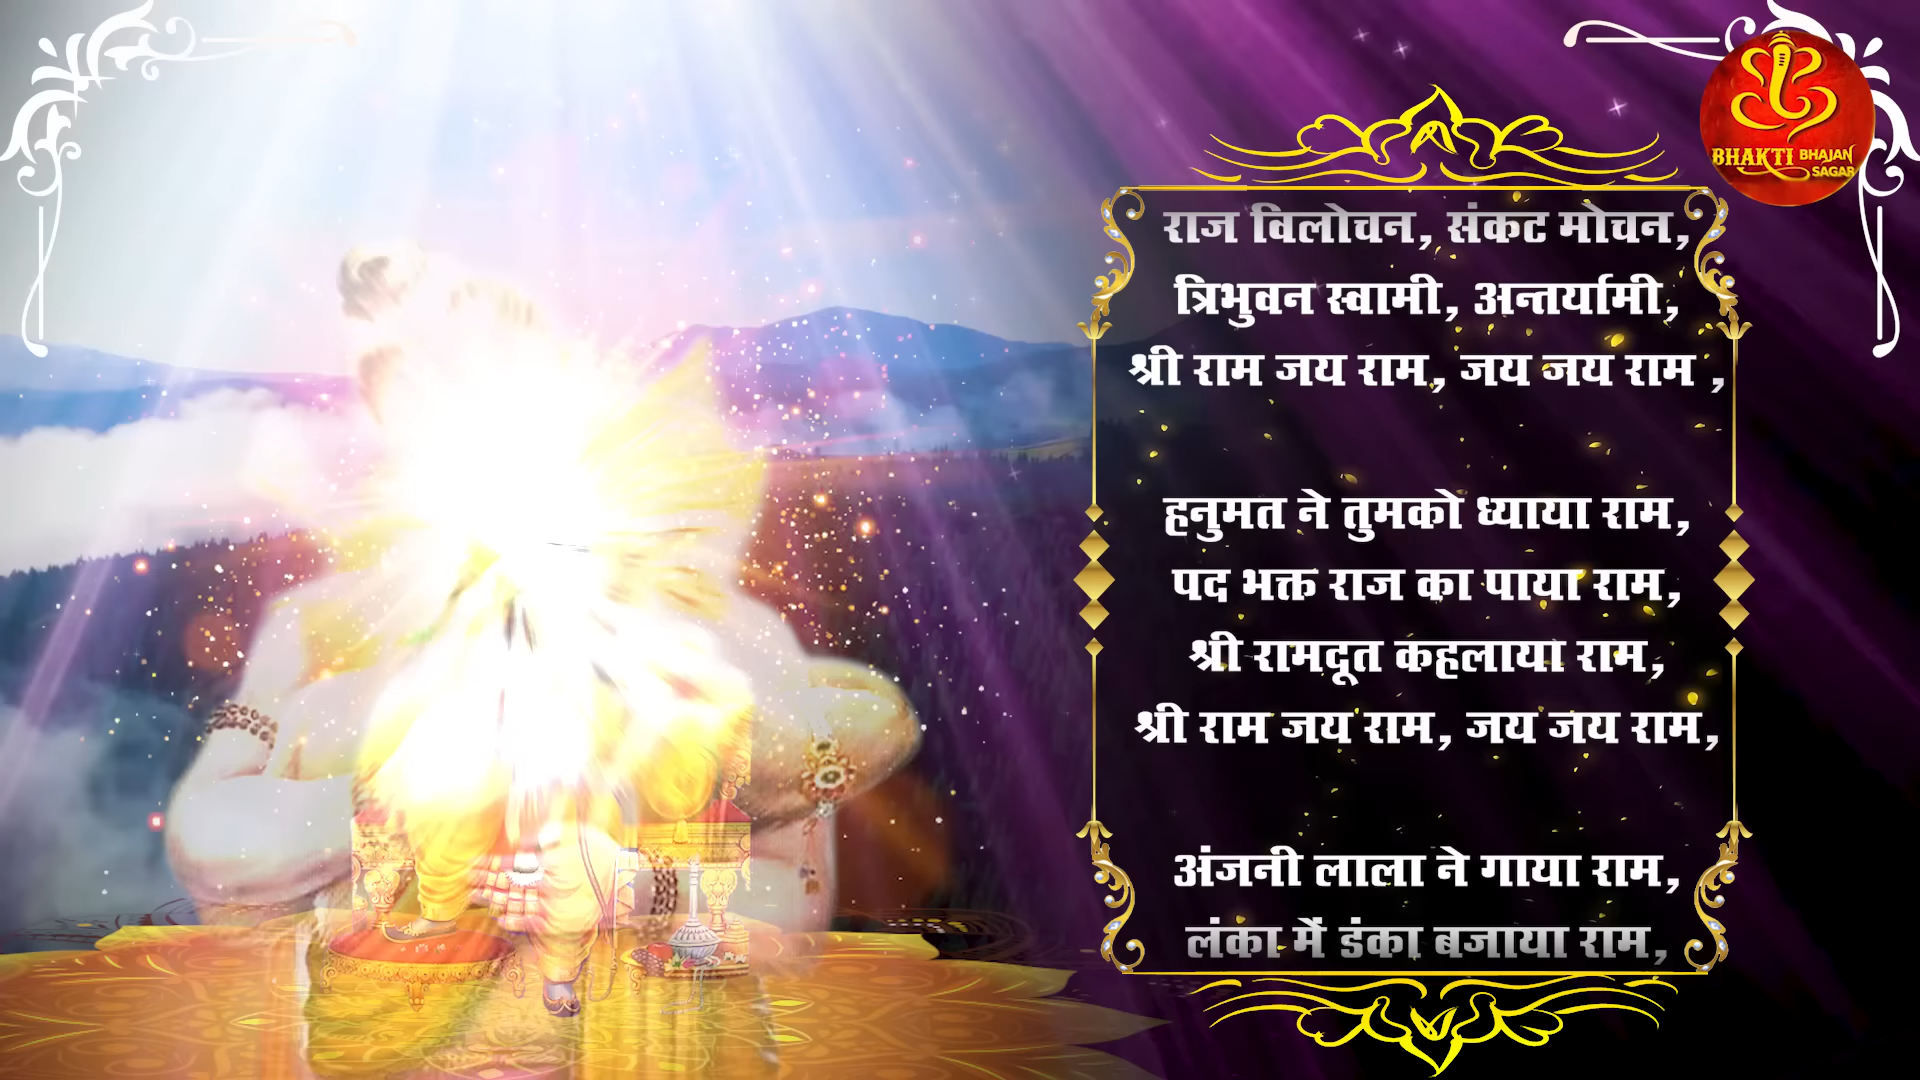 BHAKTI BHAJAN SAGAR
राज विलोचन, संकट मोचन,
त्रिभुवन स्वामी, अन्तर्यामी,
श्री राम जय राम, जय जय राम ,
हनुमत ने तुमको ध्याया राम,
पद भक्त राज का पाया राम,
श्री रामदूत कहलाया राम,
श्री राम जय राम, जय जय राम,
अंजनी लाला ने गाया राम,
लंका में डंका बजाया राम,